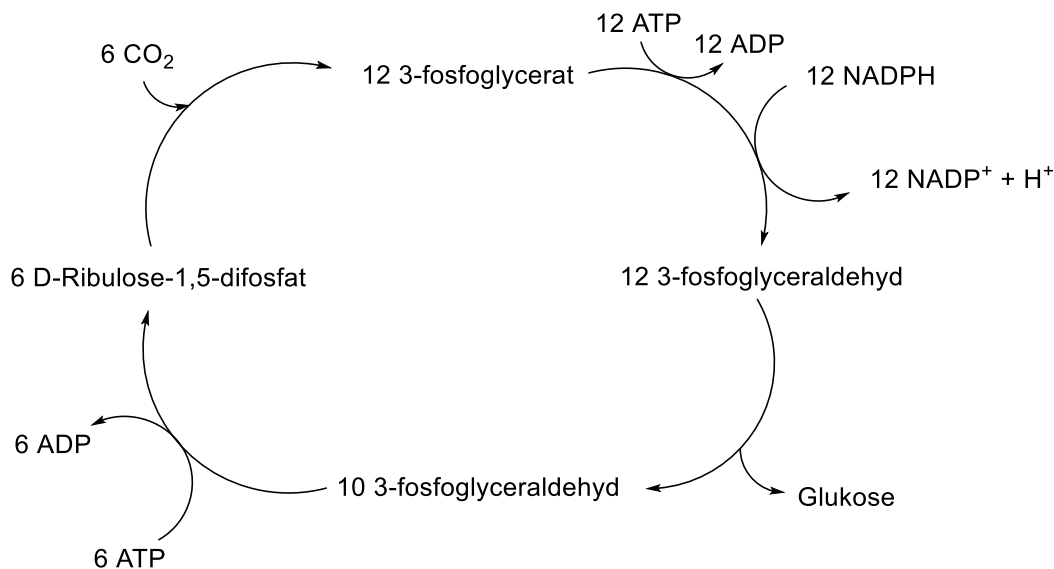 12 ATP
12 ADP
6 CO₂
12 3-fosfoglycerat
12 NADPH
12 NADP⁺ + H⁺
6 D-Ribulose-1,5-difosfat
12 3-fosfoglyceraldehyd
6 ADP
10 3-fosfoglyceraldehyd
Glukose
6 ATP